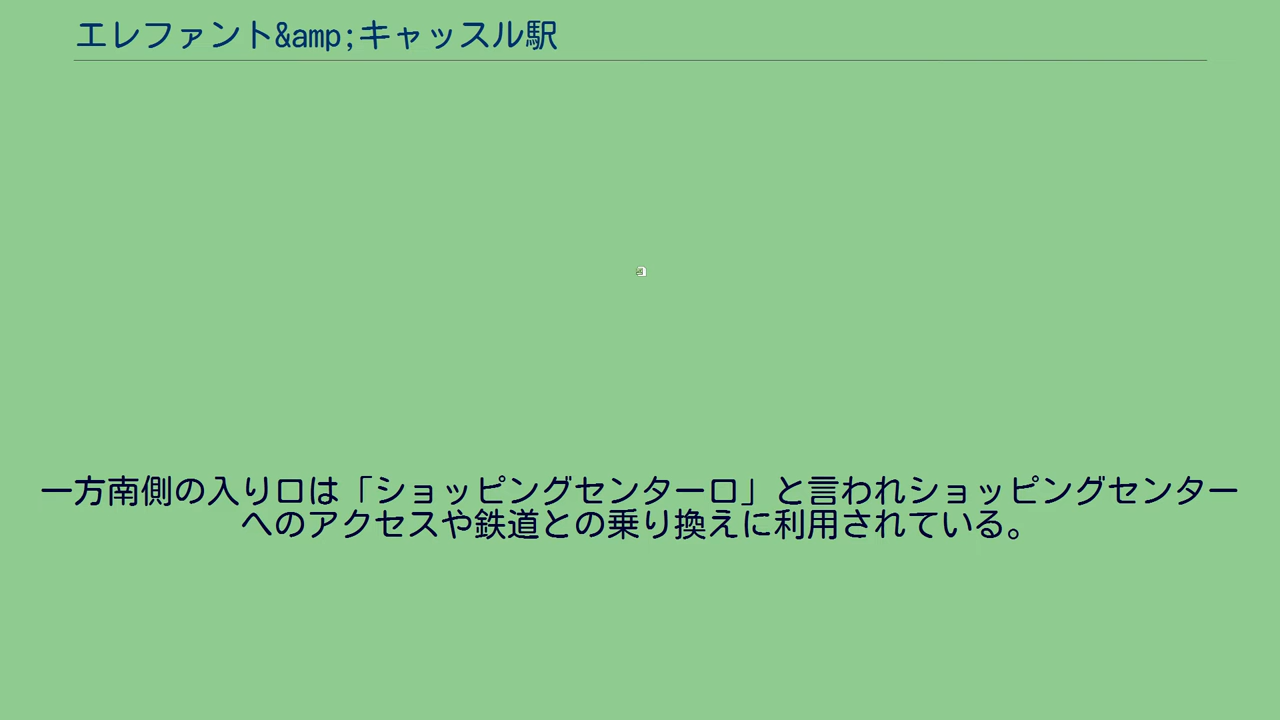 エレファント&amp;キャッスル駅
一方南側の入り口は「ショッピングセンター口」と言われショッピングセンター
へのアクセスや鉄道との乗り換えに利用されている。